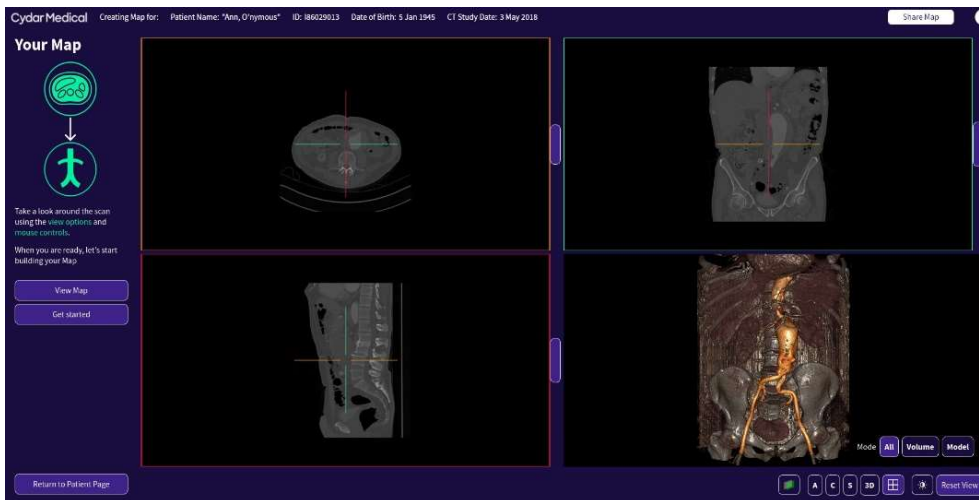 Cydar Medical Creating Map for: Patient Name: "Ann, O'nymous" ID: I86029013 Date of Birth: 5 Jan 1945 CT Study Date: 3 May 2018 Share Map
Your Map
Take a look around the scan
using the view options and
mouse controls.
When you are ready, let's start
building your Map
View Map
Get started
Mode All Volume Model
Return to Patient Page A C S 3D Reset View